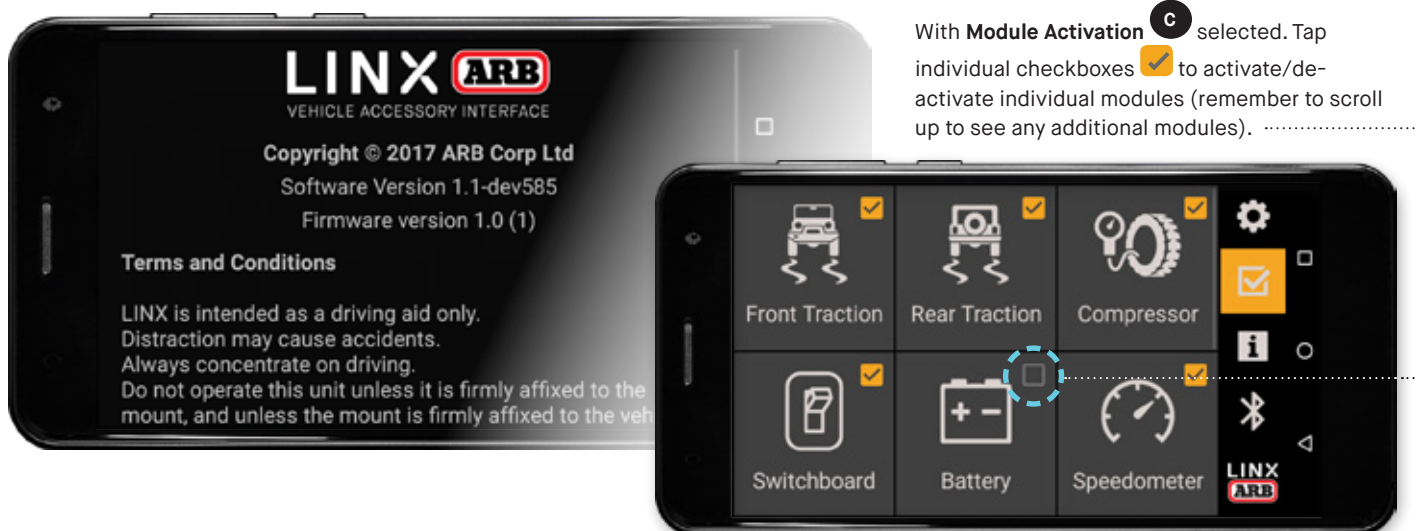 LINX ARB
VEHICLE ACCESSORY INTERFACE
Copyright © 2017 ARB Corp Ltd
Software Version 1.1-dev585
Firmware version 1.0 (1)
Terms and Conditions
LINX is intended as a driving aid only.
Distraction may cause accidents.
Always concentrate on driving.
Do not operate this unless it is firmly affixed to the
mount, and unless the mount is firmly affixed to the veh
With Module Activation C selected. Tap
individual checkboxes to activate/de-
activate individual modules (remember to scroll
up to see any additional modules).
Front Traction
Rear Traction
Compressor
Switchboard
Battery
Speedometer
LINX
ARB